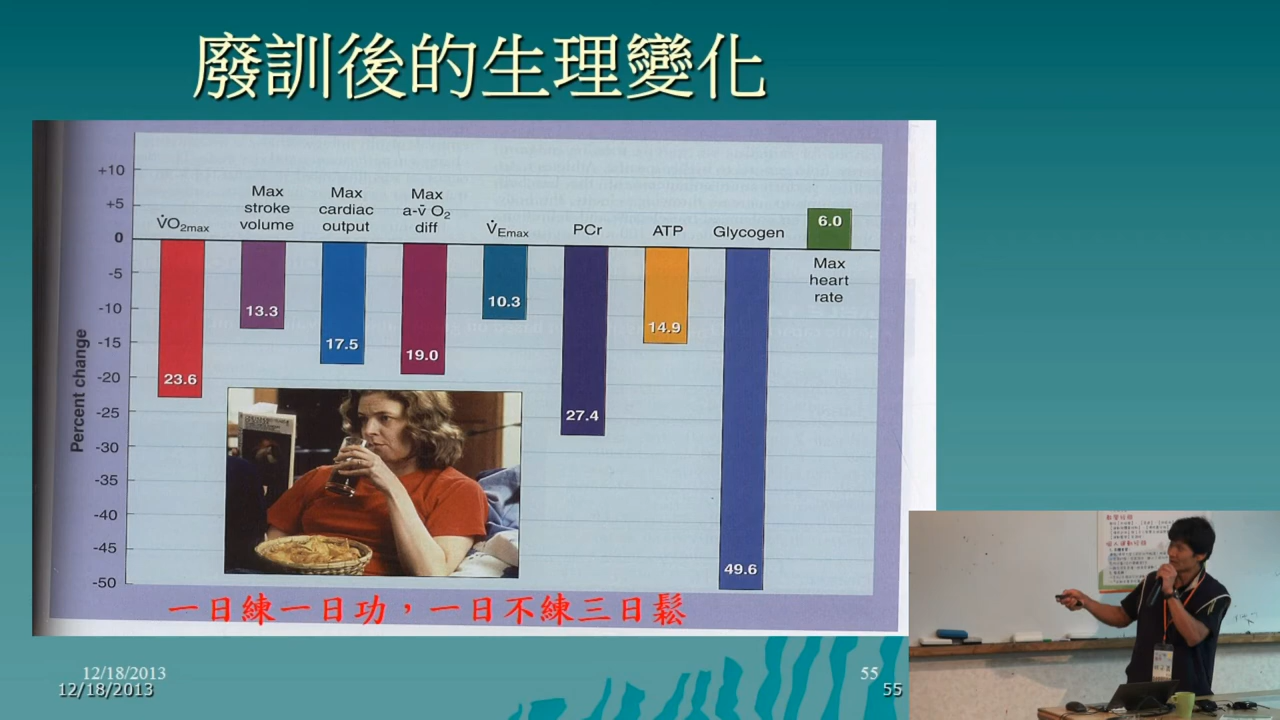 廢訓後的生理變化
Percent change
+10
+5
0
-5
-10
-15
-20
-25
-30
-35
-40
-45
-50
V̇O2max
Max
stroke
volume
Max
cardiac
output
Max
a-v̄ O2
diff
V̇Emax
PCr
ATP
Glycogen
6.0
Max
heart
rate
23.6
13.3
17.5
19.0
10.3
27.4
14.9
49.6
一日練一日功，一日不練三日鬆
12/18/2013
12/18/2013
55
55